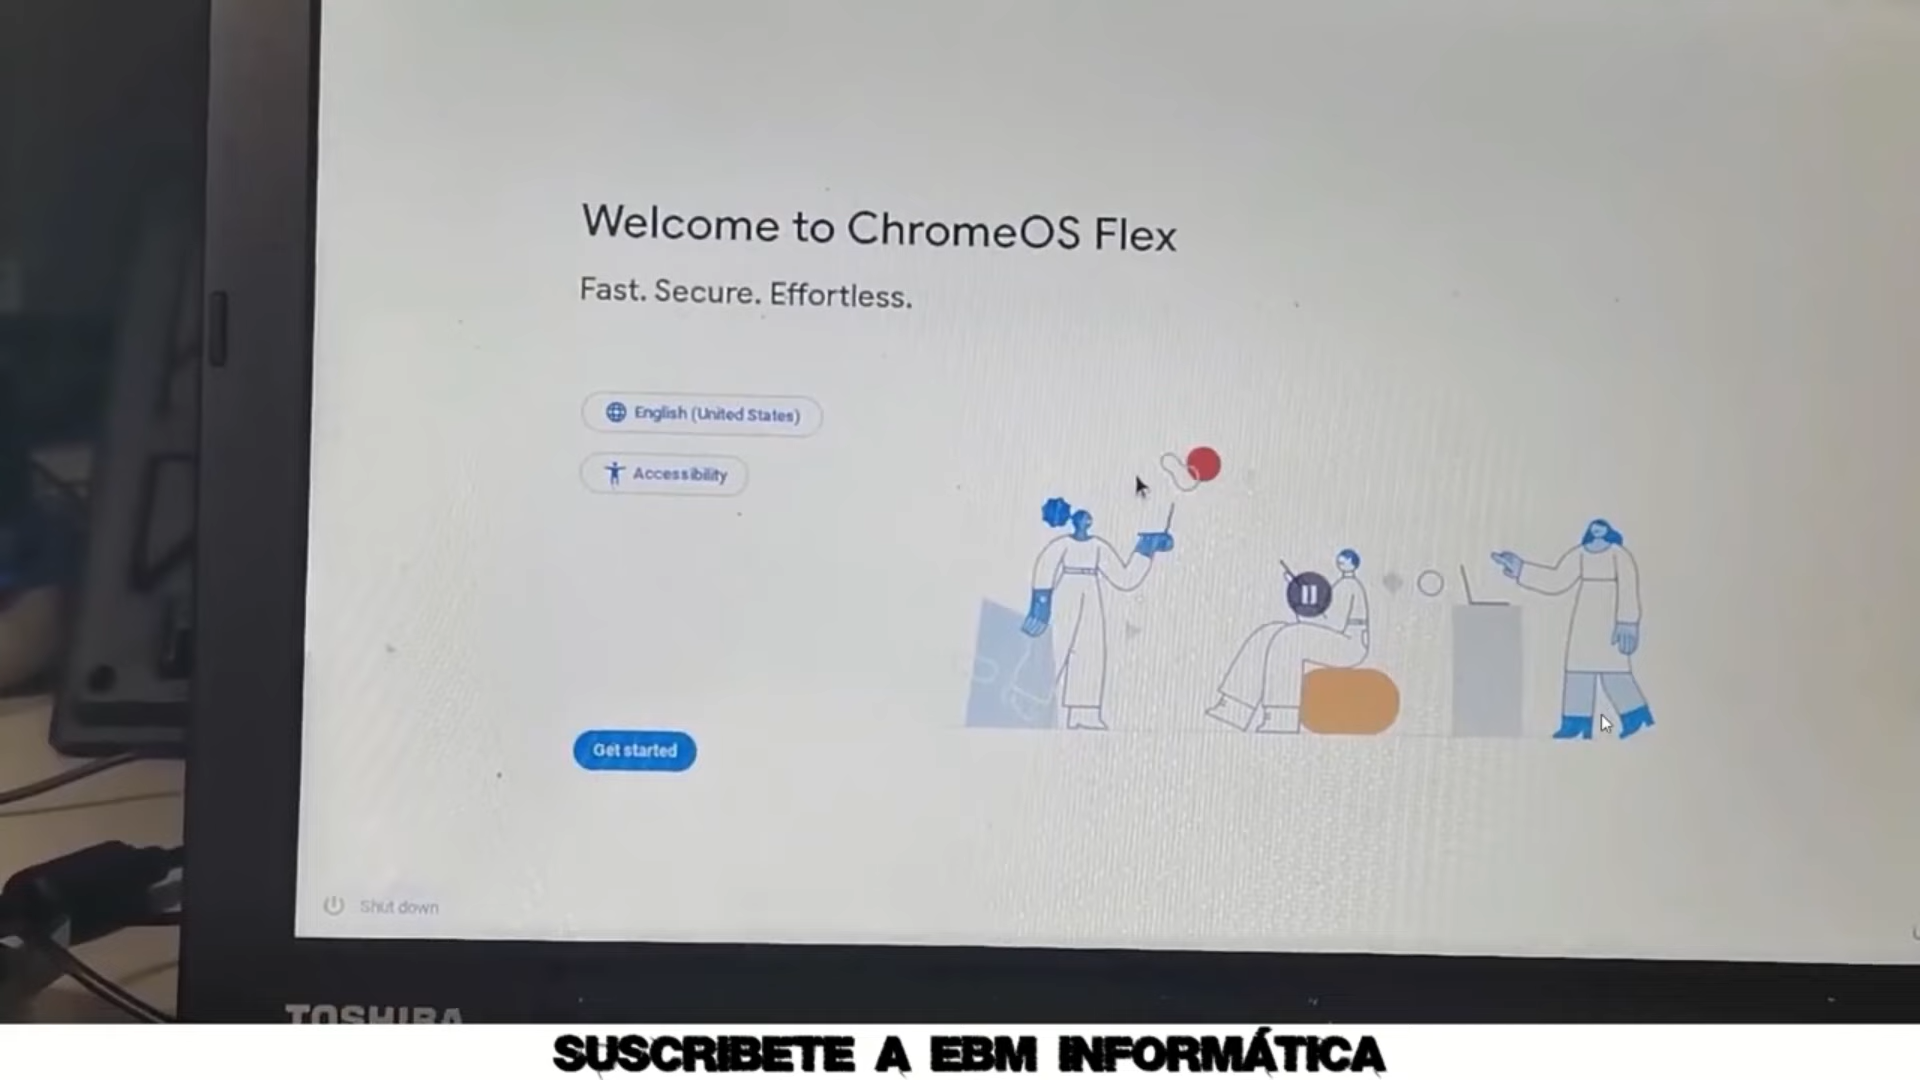 Welcome to ChromeOS Flex
Fast. Secure. Effortless.
English (United States)
Accessibility
Get started
Shut down
TOSHIBA
SUSCRIBETE A EBM INFORMÁTICA